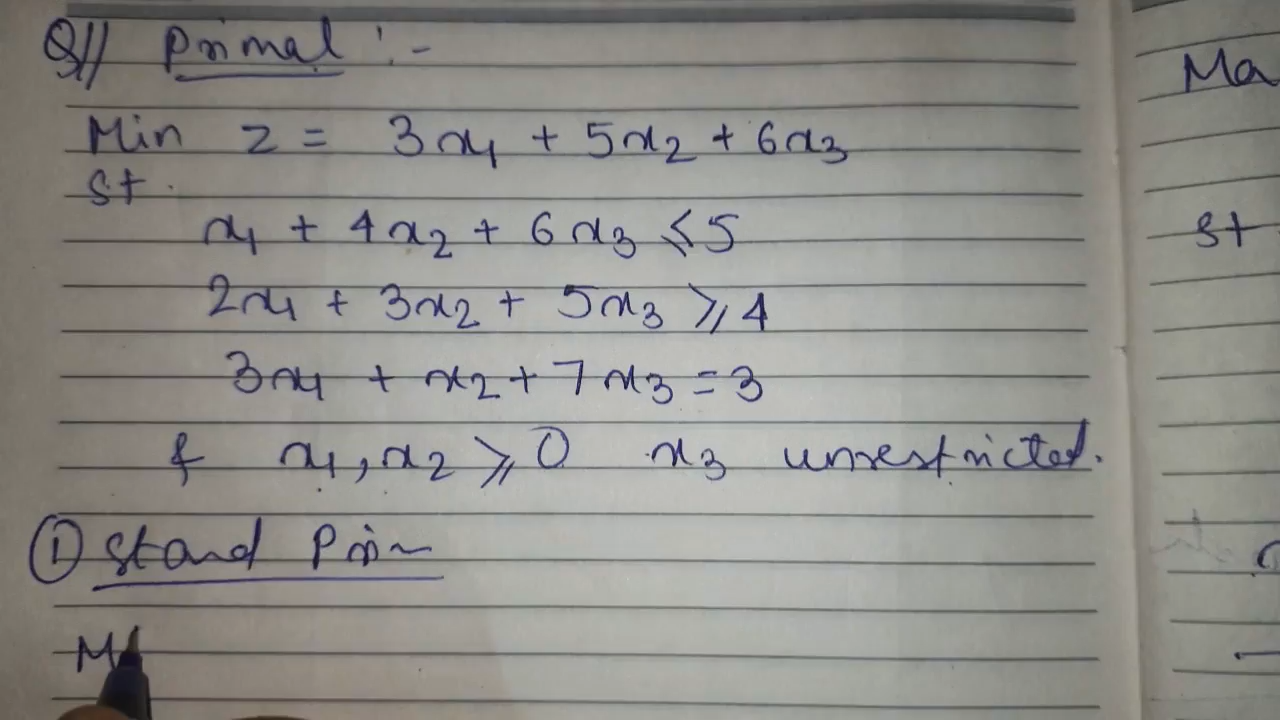 Q// Primal :-
Min z = 3x1 + 5x2 + 6x3
St.
x1 + 4x2 + 6x3 ⩽ 5
2x1 + 3x2 + 5x3 ⩾ 4
3x1 + x2 + 7x3 = 3
& x1, x2 ⩾ 0 x3 unrestricted.
① Stand Prim
M
Ma
St